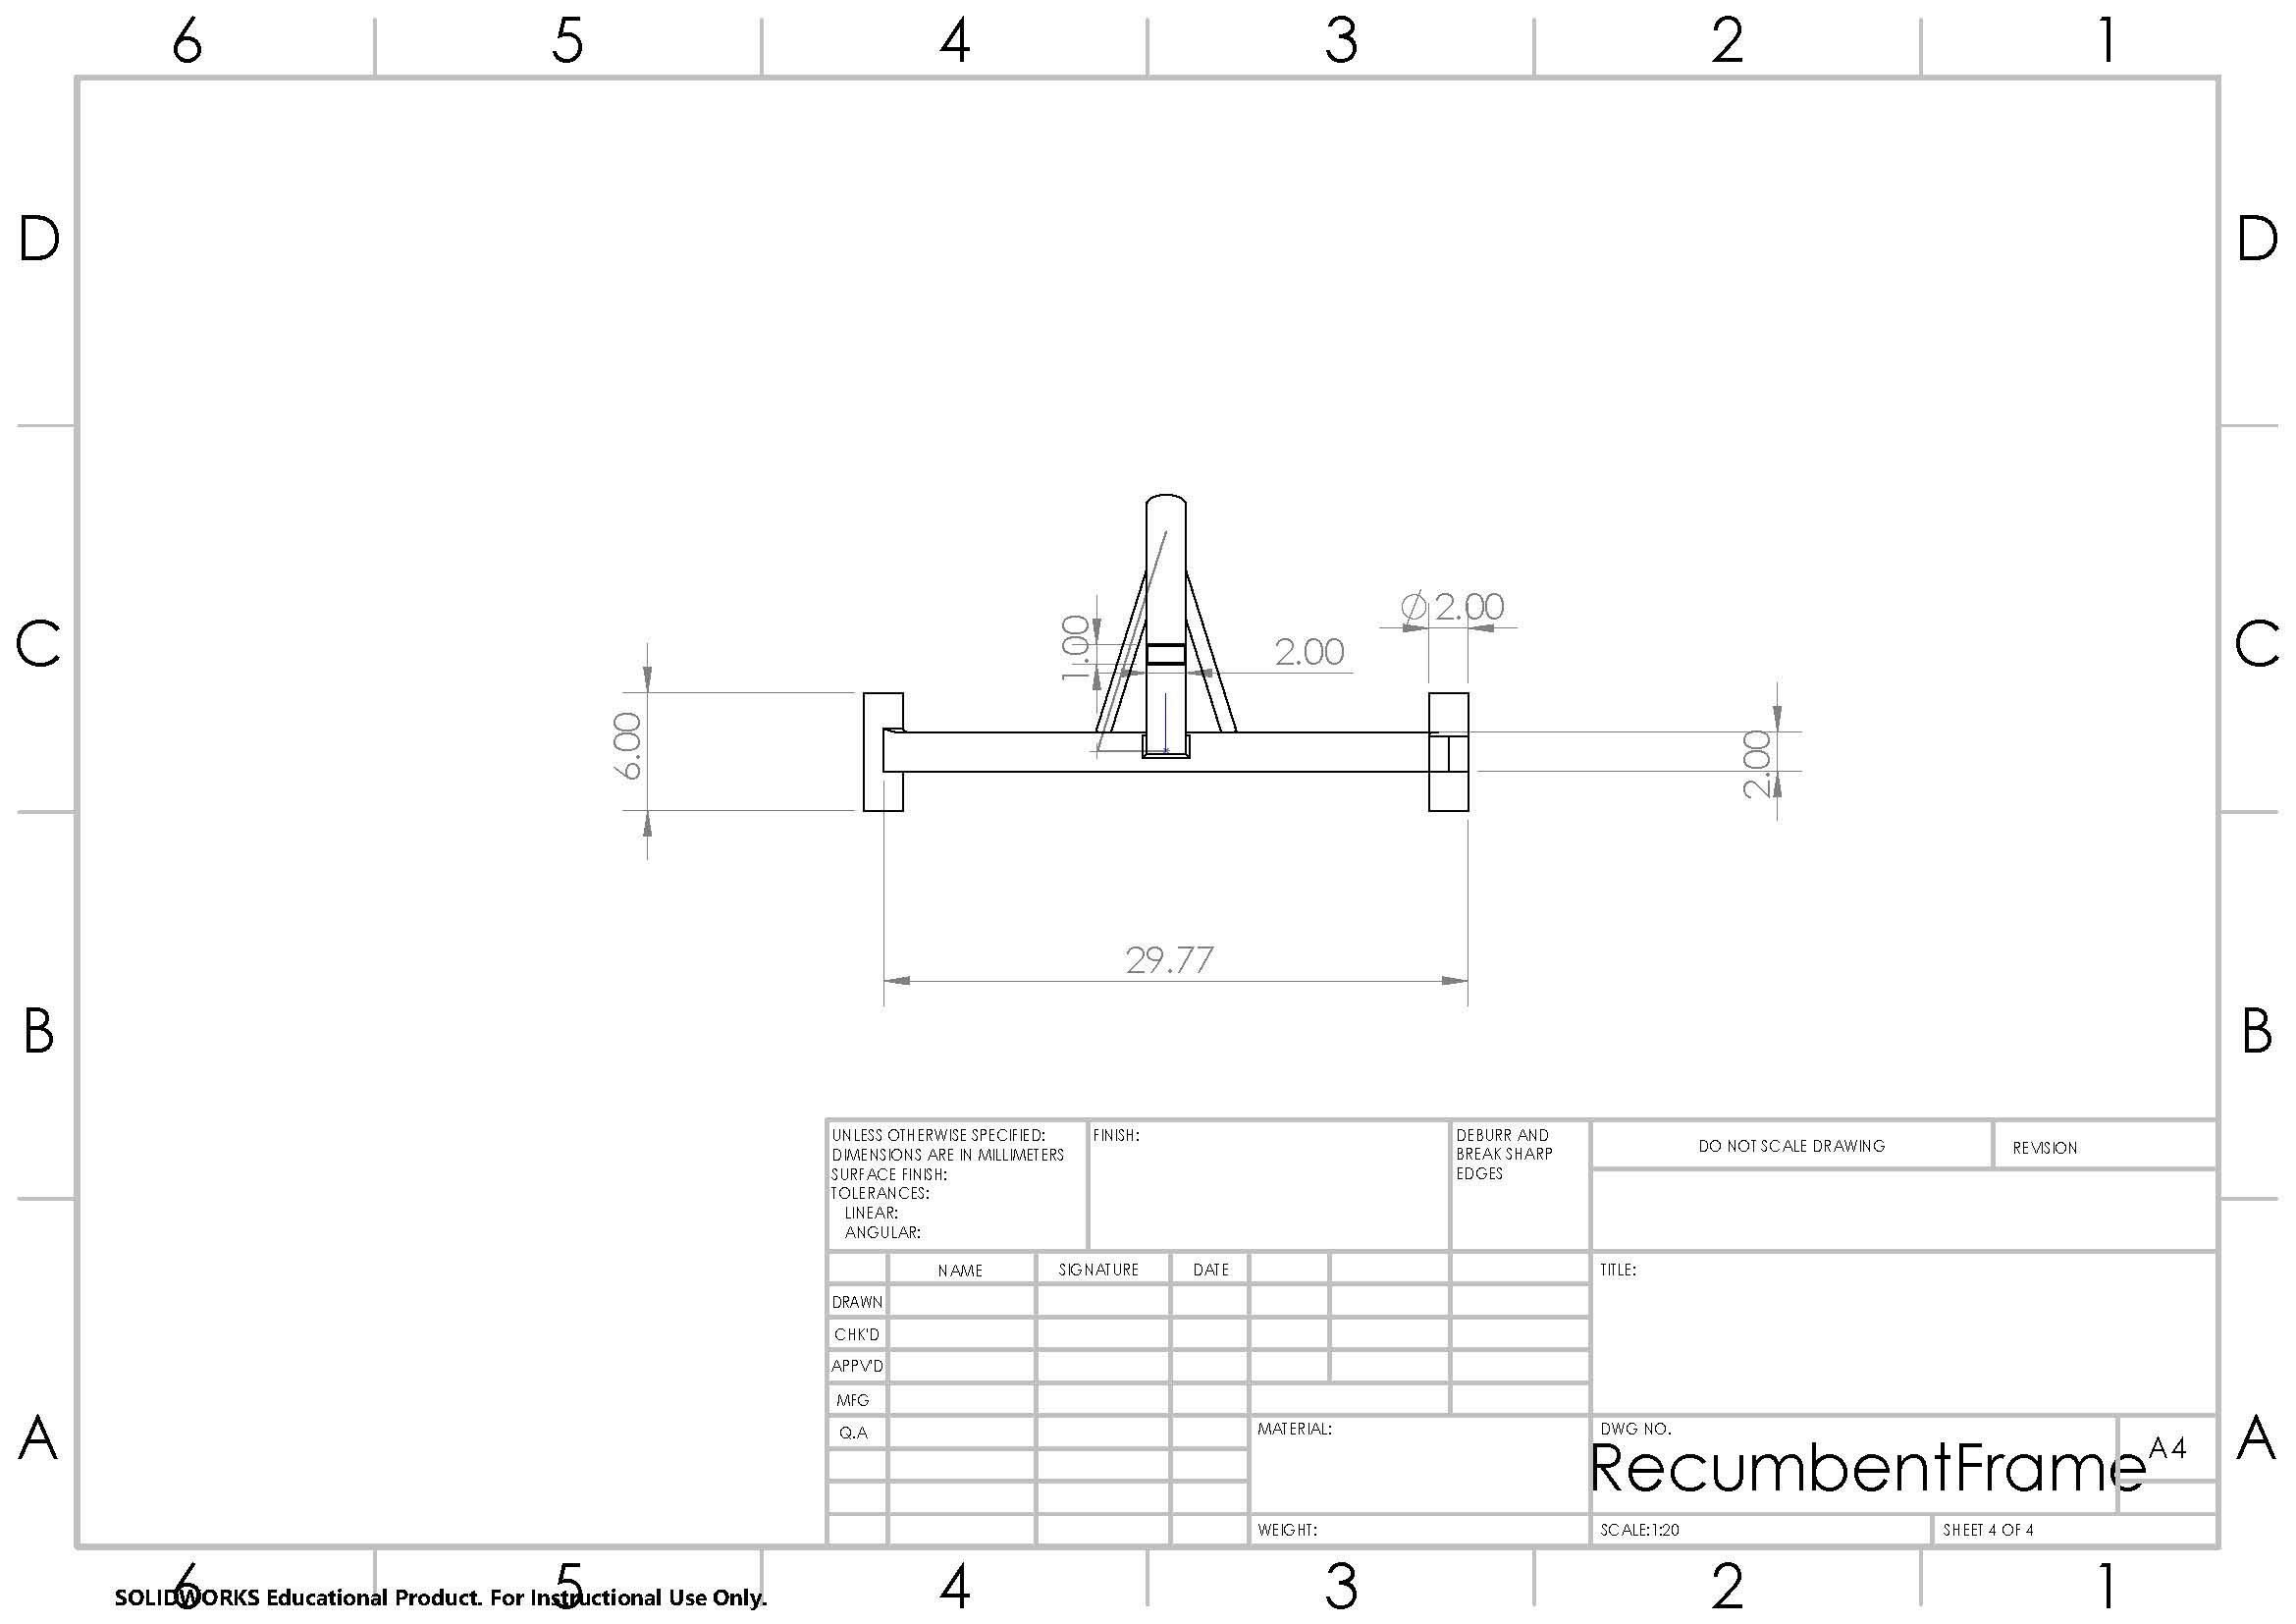 6 5 4 3 2 1
D D
C C
B B
A A
1.00
2.00
⌀2.00
6.00
2.00
29.77
UNLESS OTHERWISE SPECIFIED:
DIMENSIONS ARE IN MILLIMETERS
SURFACE FINISH:
TOLERANCES:
LINEAR:
ANGULAR:
FINISH:
DEBURR AND
BREAK SHARP
EDGES
DO NOT SCALE DRAWING
REVISION
NAME SIGNATURE DATE
DRAWN
CHK'D
APPV'D
MFG
Q.A
TITLE:
MATERIAL:
DWG NO.
RecumbentFrame
A4
WEIGHT:
SCALE:1:20
SHEET 4 OF 4
6 5 4 3 2 1
SOLIDWORKS Educational Product. For Instructional Use Only.